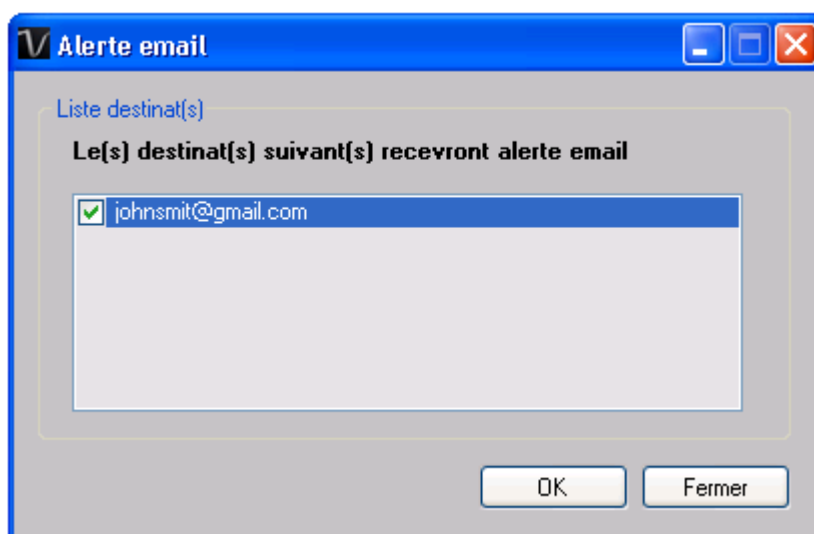 Alerte email
Liste destinat(s)
Le(s) destinat(s) suivant(s) recevront alerte email
johnsmit@gmail.com
OK Fermer